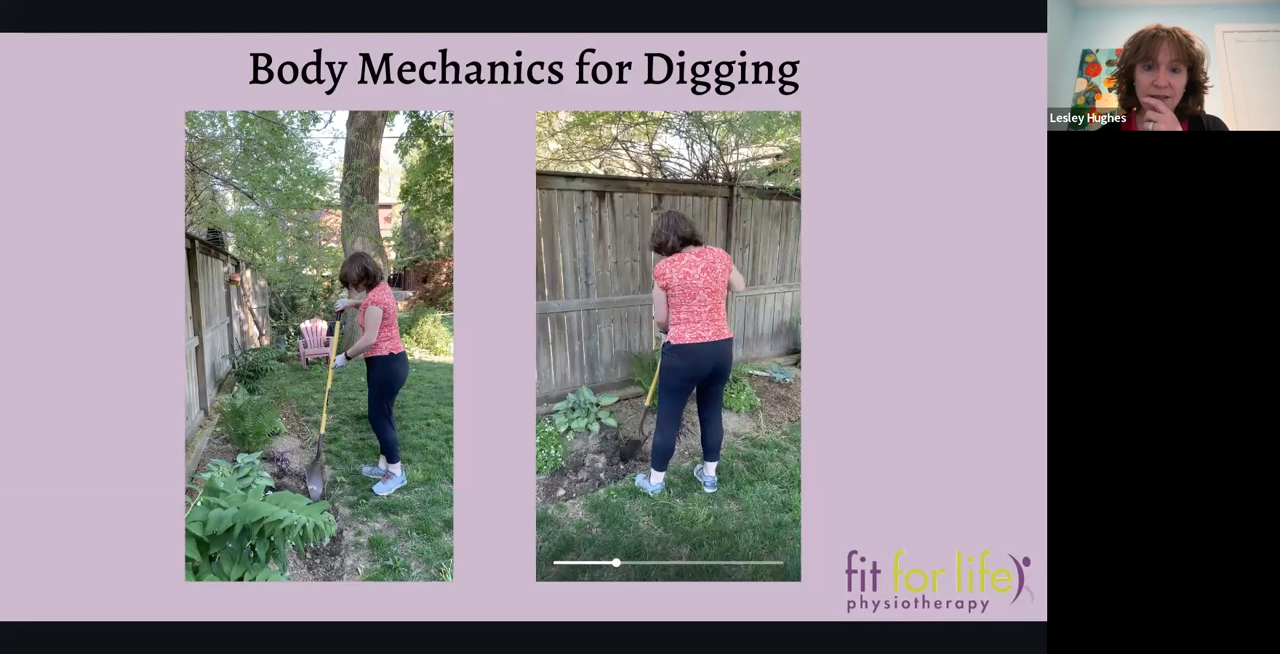 Body Mechanics for Digging
Lesley Hughes
fit for life
physiotherapy